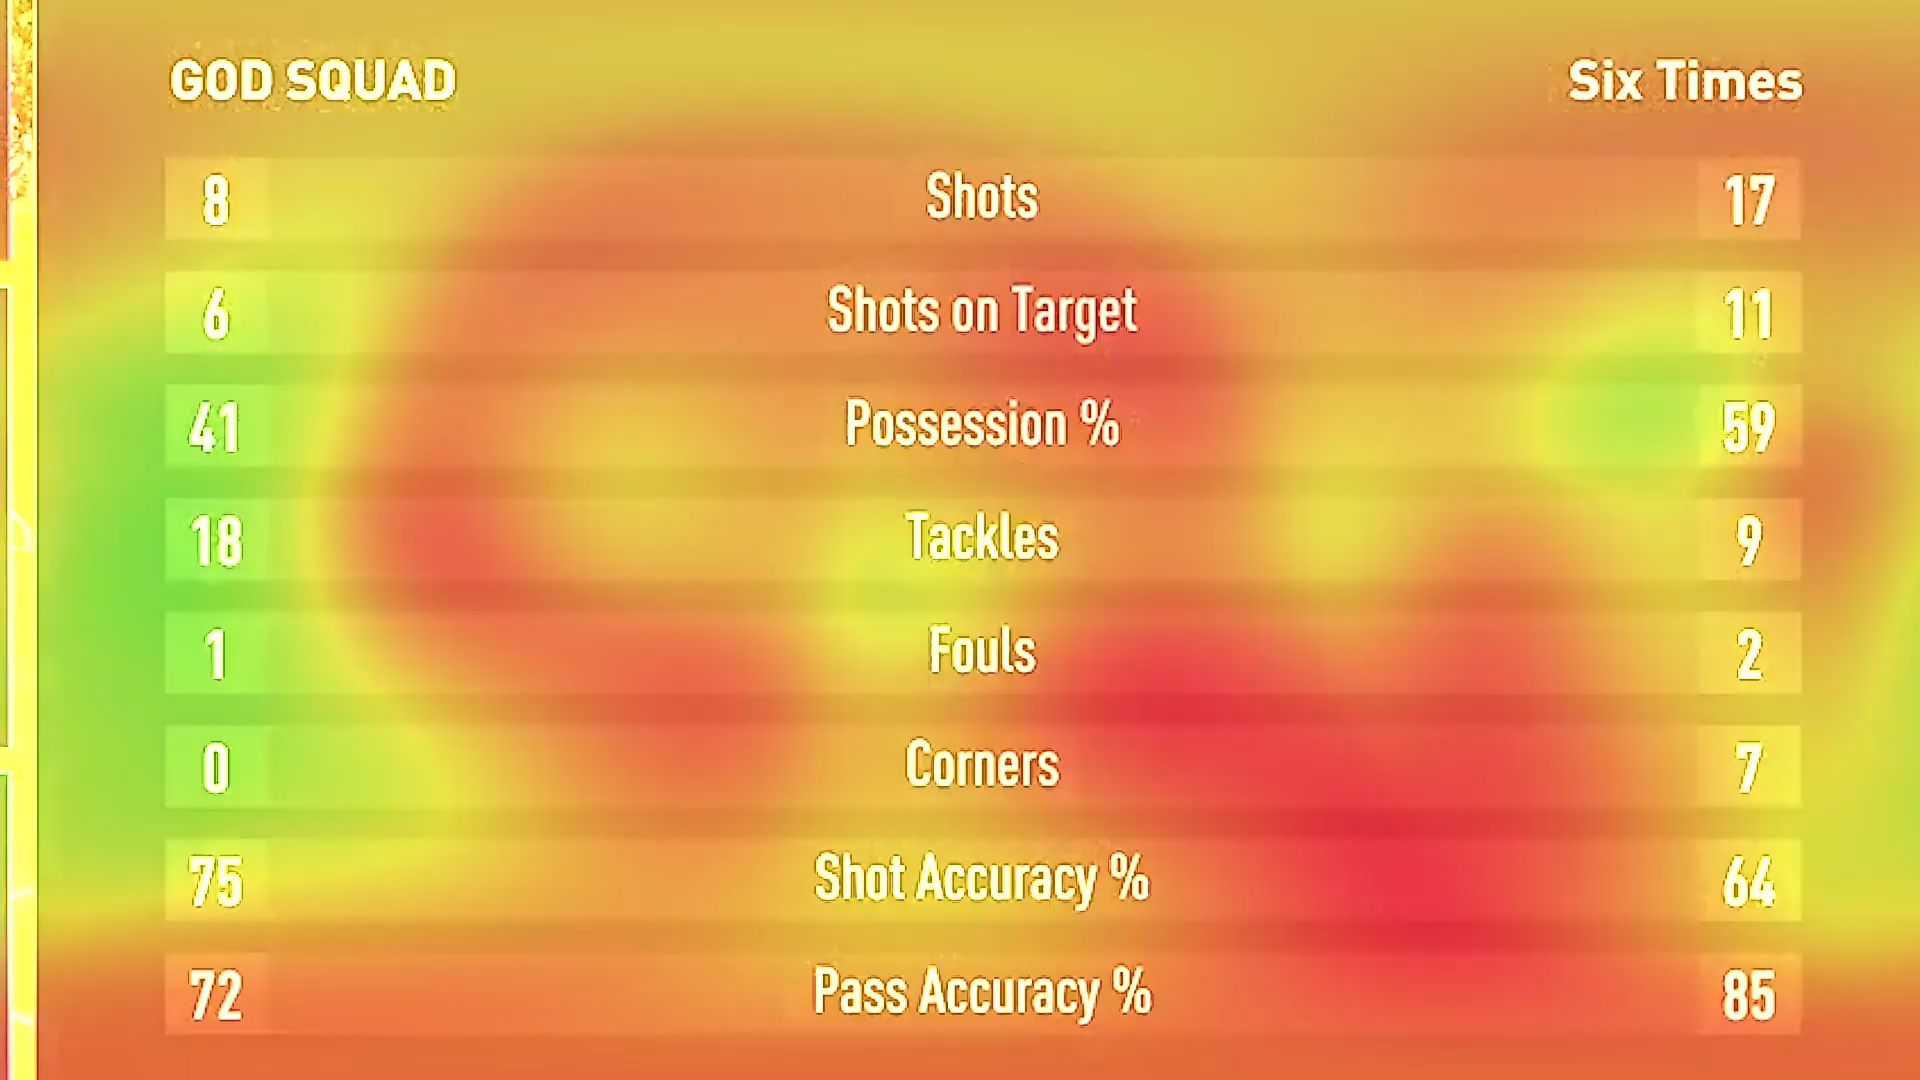 GOD SQUAD Six Times
8 Shots 17
6 Shots on Target 11
41 Possession % 59
18 Tackles 9
1 Fouls 2
0 Corners 7
75 Shot Accuracy % 64
72 Pass Accuracy % 85